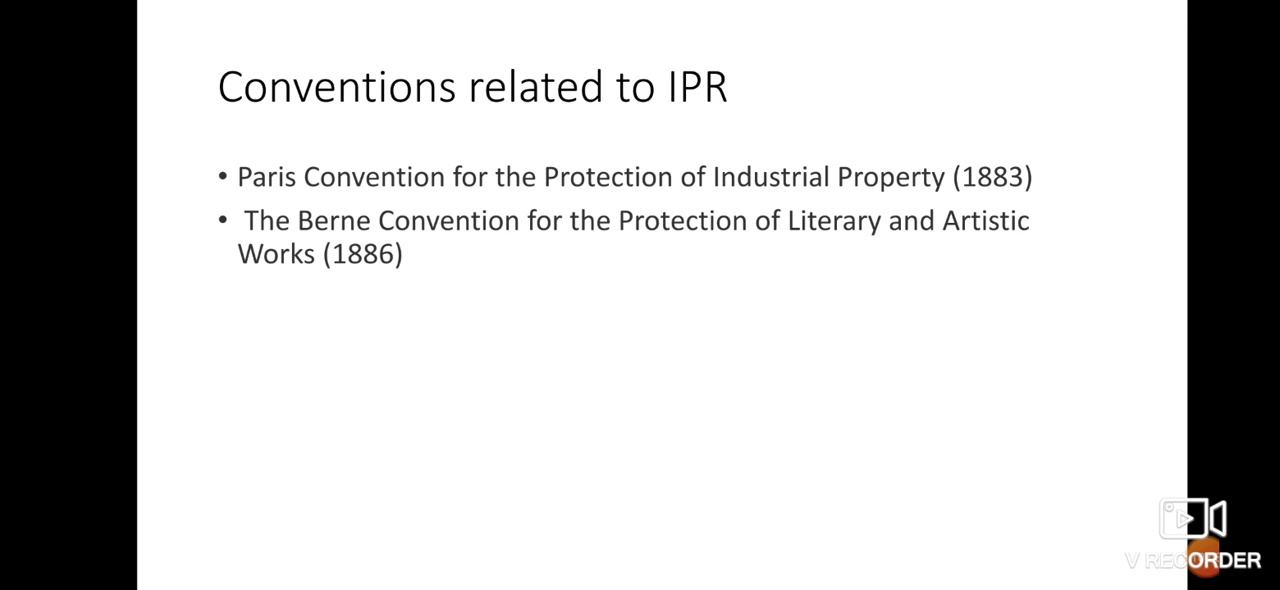 Conventions related to IPR
• Paris Convention for the Protection of Industrial Property (1883)
• The Berne Convention for the Protection of Literary and Artistic
Works (1886)
V RECORDER